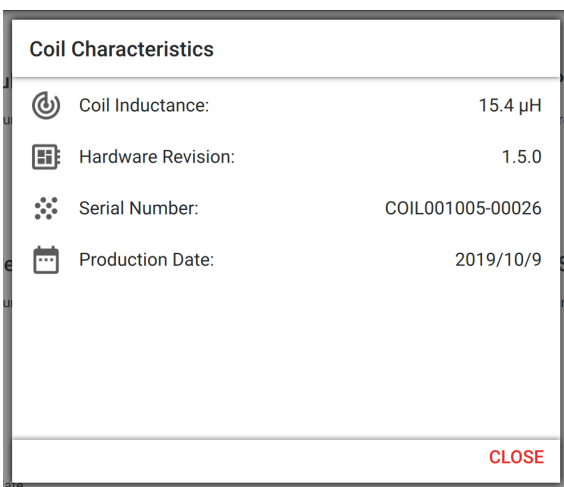 Coil Characteristics
Coil Inductance: 15.4 µH
Hardware Revision: 1.5.0
Serial Number: COIL001005-00026
Production Date: 2019/10/9
CLOSE